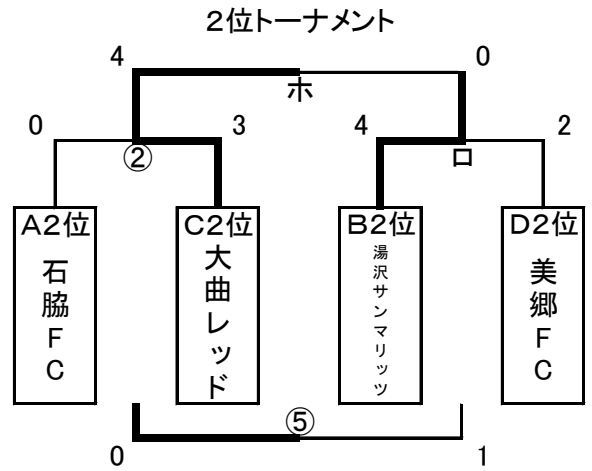 2位トーナメント
4 0
ホ
0 3 4 2
② ロ
A2位 C2位 B2位 D2位
石脇FC
大曲レッド
湯沢サンマリッツ
美郷FC
⑤
0 1